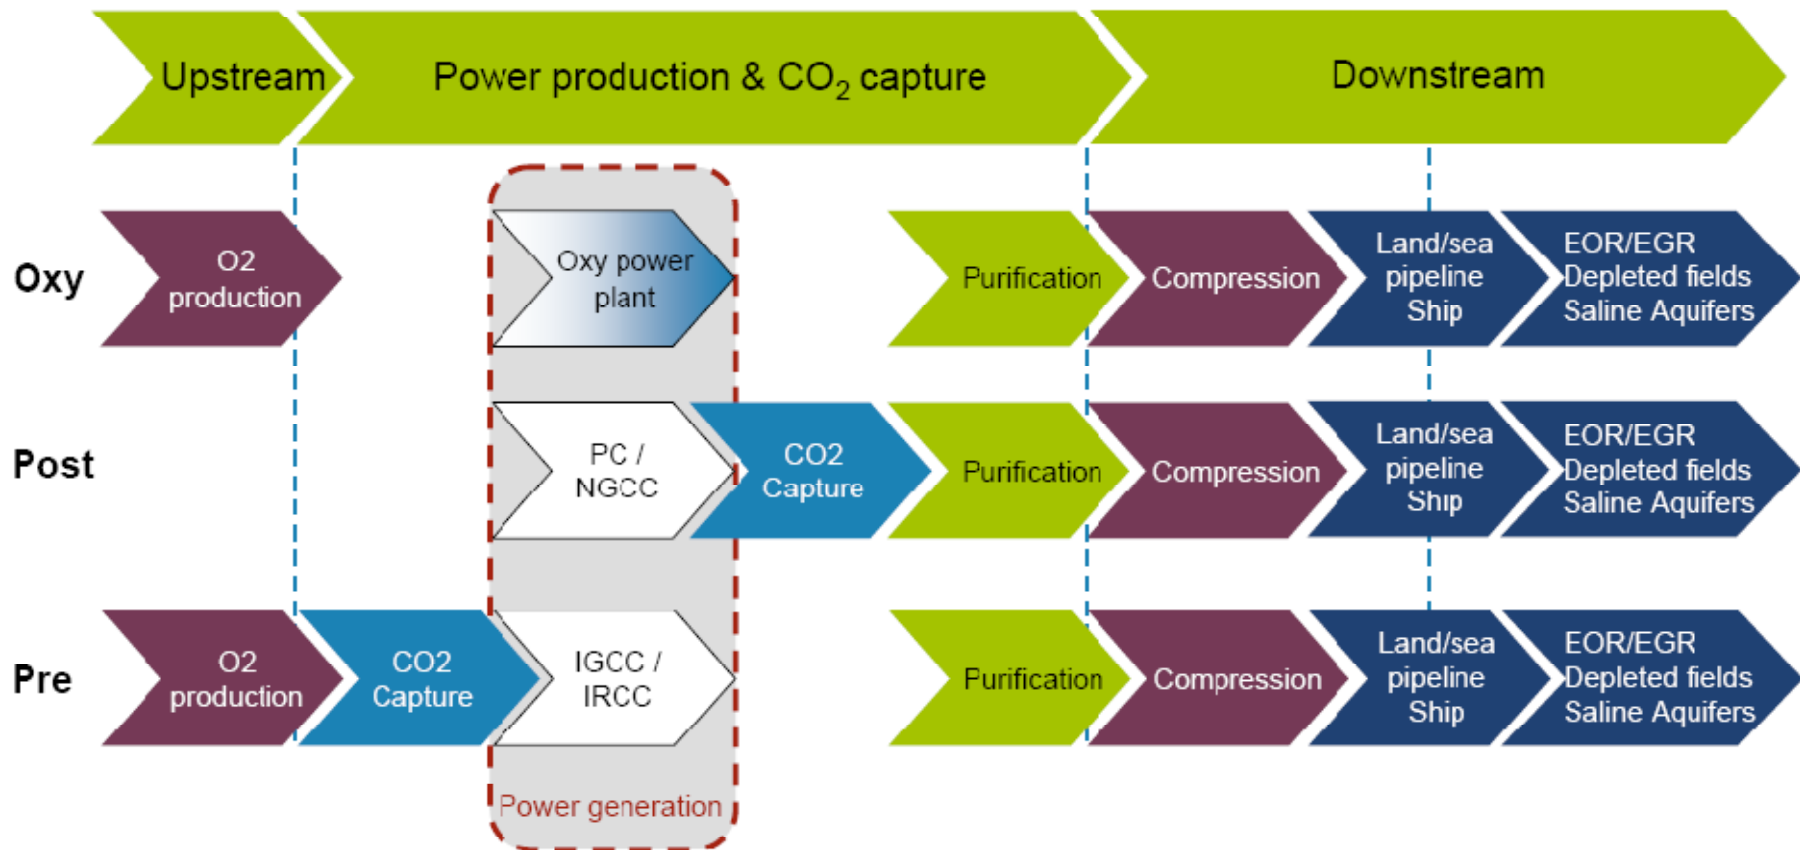 Upstream
Power production & CO₂ capture
Downstream
Oxy
O2
production
Oxy power
plant
Purification
Compression
Land/sea
pipeline
Ship
EOR/EGR
Depleted fields
Saline Aquifers
Post
PC /
NGCC
CO2
Capture
Purification
Compression
Land/sea
pipeline
Ship
EOR/EGR
Depleted fields
Saline Aquifers
Pre
O2
production
CO2
Capture
IGCC /
IRCC
Purification
Compression
Land/sea
pipeline
Ship
EOR/EGR
Depleted fields
Saline Aquifers
Power generation